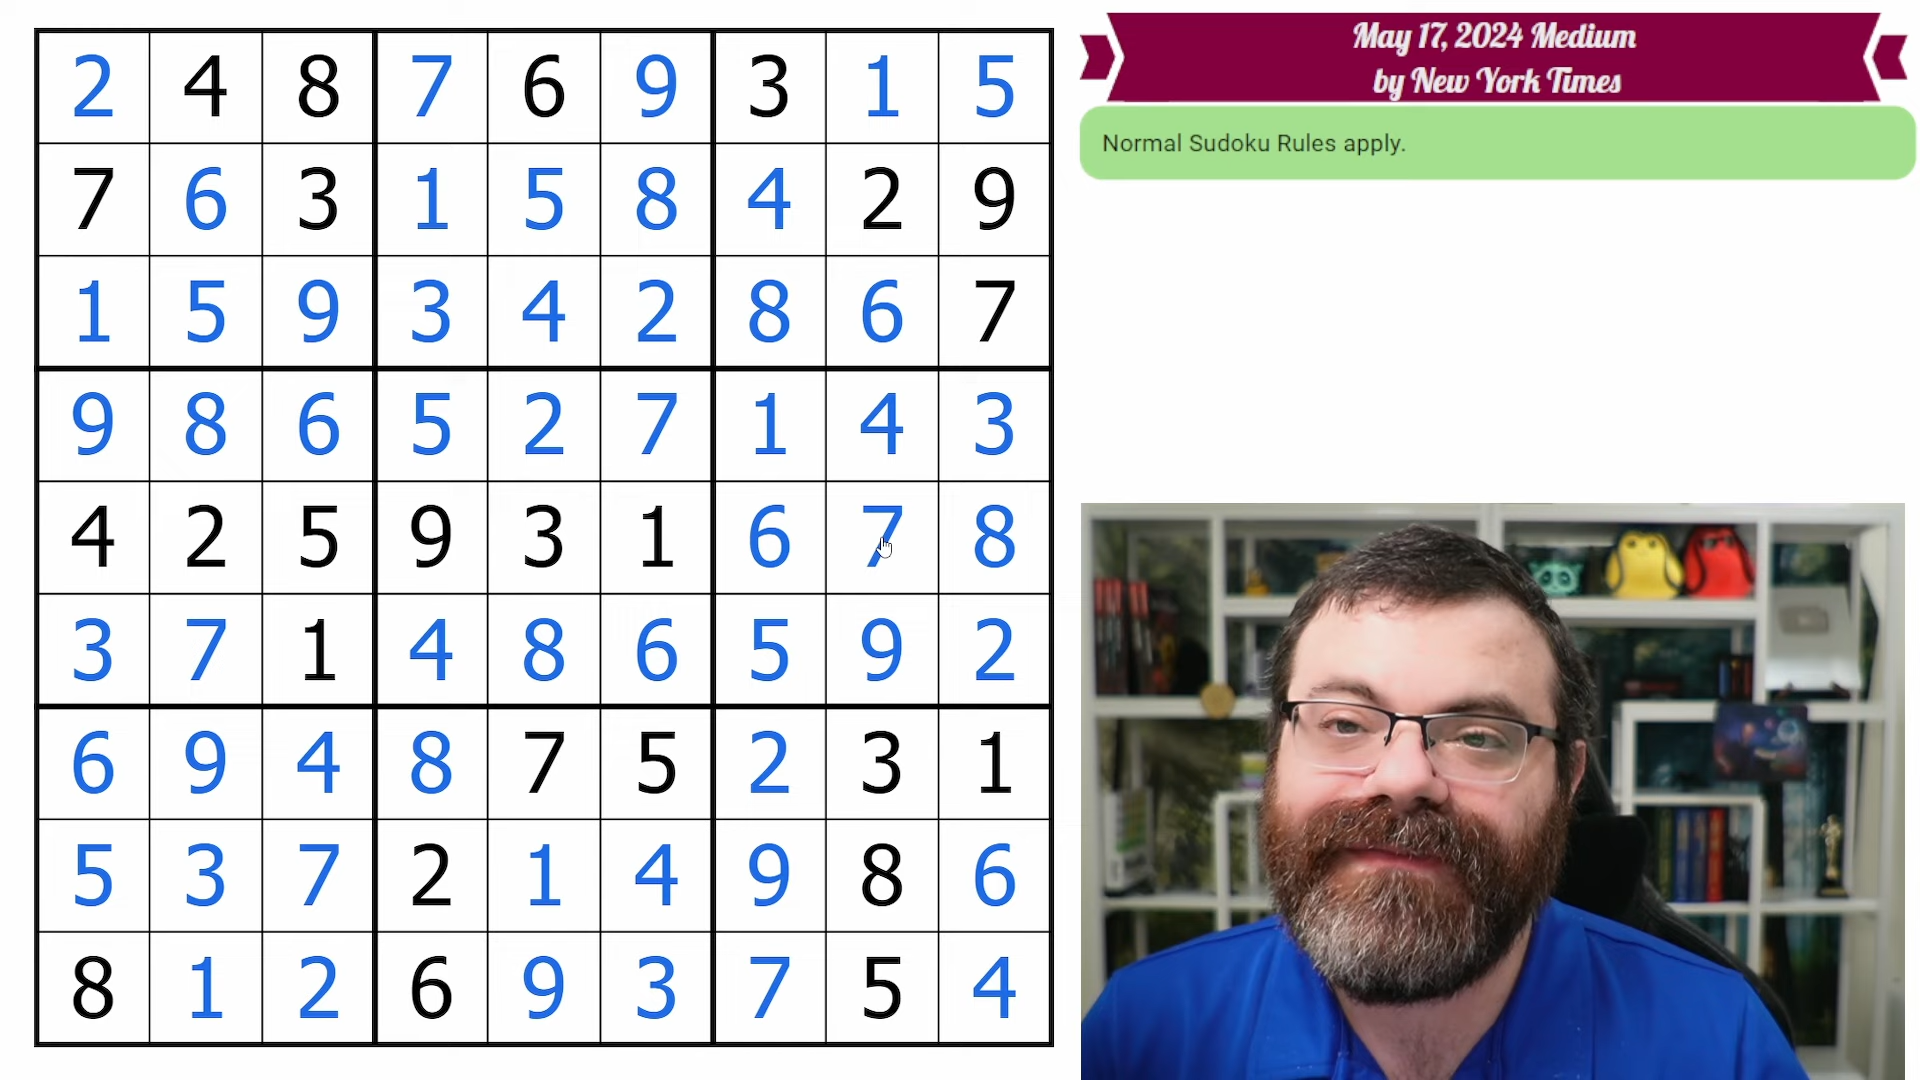 May 17, 2024 Medium
by New York Times
Normal Sudoku Rules apply.
2 4 8 7 6 9 3 1 5
7 6 3 1 5 8 4 2 9
1 5 9 3 4 2 8 6 7
9 8 6 5 2 7 1 4 3
4 2 5 9 3 1 6 7 8
3 7 1 4 8 6 5 9 2
6 9 4 8 7 5 2 3 1
5 3 7 2 1 4 9 8 6
8 1 2 6 9 3 7 5 4